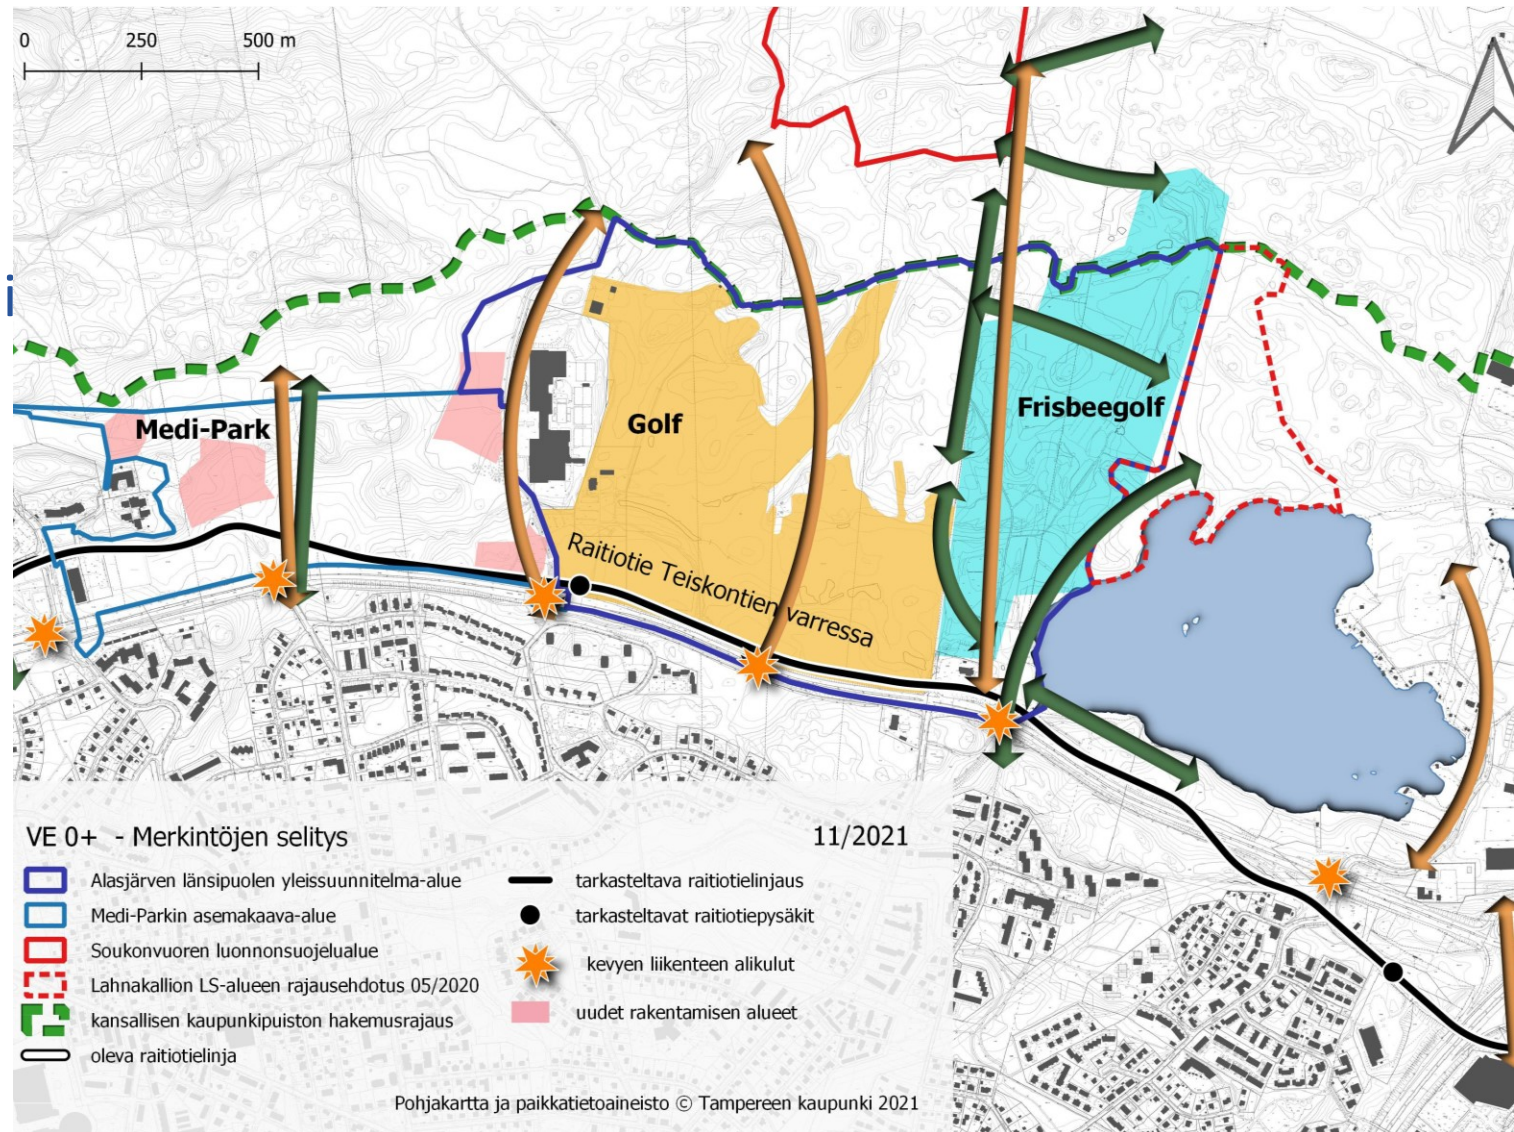 0 250 500 m
i
Medi-Park
Golf
Frisbeegolf
Raitiotie Teiskontien varressa
VE 0+ - Merkintöjen selitys 11/2021
Alasjärven länsipuolen yleissuunnitelma-alue
Medi-Parkin asemakaava-alue
Soukonvuoren luonnonsuojelualue
Lahnakallion LS-alueen rajausehdotus 05/2020
kansallisen kaupunkipuiston hakemusrajaus
oleva raitiotielinja
tarkasteltava raitiotielinjaus
tarkasteltavat raitiotiepysäkit
kevyen liikenteen alikulut
uudet rakentamisen alueet
Pohjakartta ja paikkatietoaineisto © Tampereen kaupunki 2021